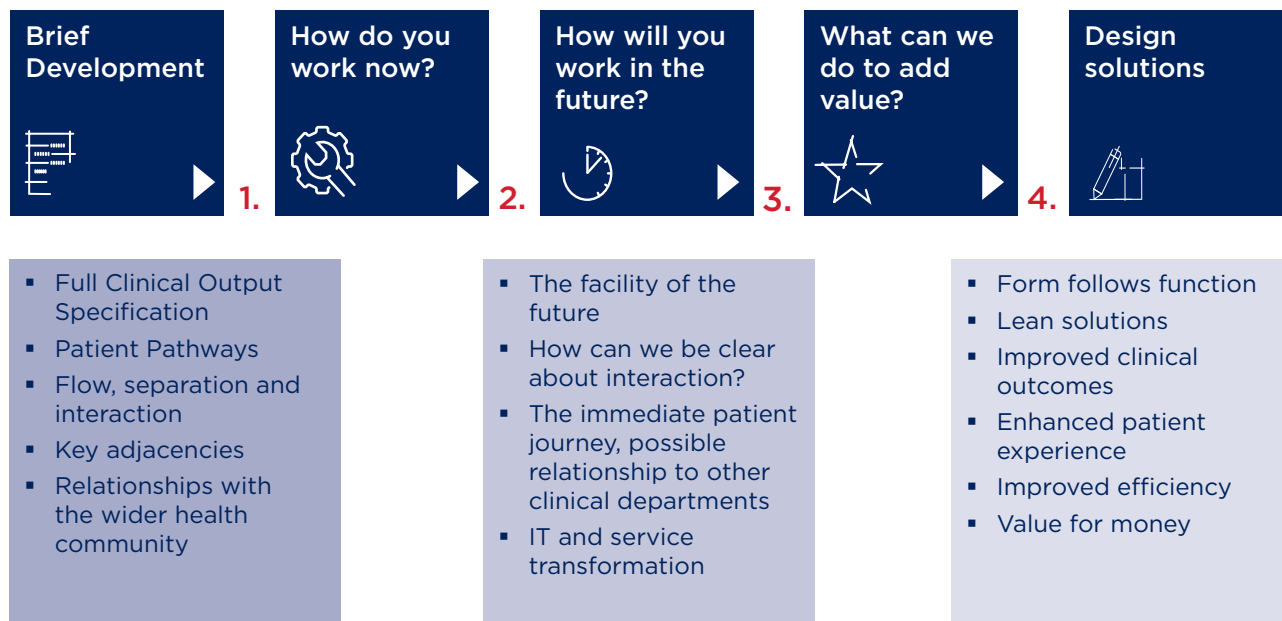 Brief
Development
1.
How do you
work now?
2.
How will you
work in the
future?
3.
What can we
do to add
value?
4.
Design
solutions
▪ Full Clinical Output
Specification
▪ Patient Pathways
▪ Flow, separation and
interaction
▪ Key adjacencies
▪ Relationships with
the wider health
community
▪ The facility of the
future
▪ How can we be clear
about interaction?
▪ The immediate patient
journey, possible
relationship to other
clinical departments
▪ IT and service
transformation
▪ Form follows function
▪ Lean solutions
▪ Improved clinical
outcomes
▪ Enhanced patient
experience
▪ Improved efficiency
▪ Value for money